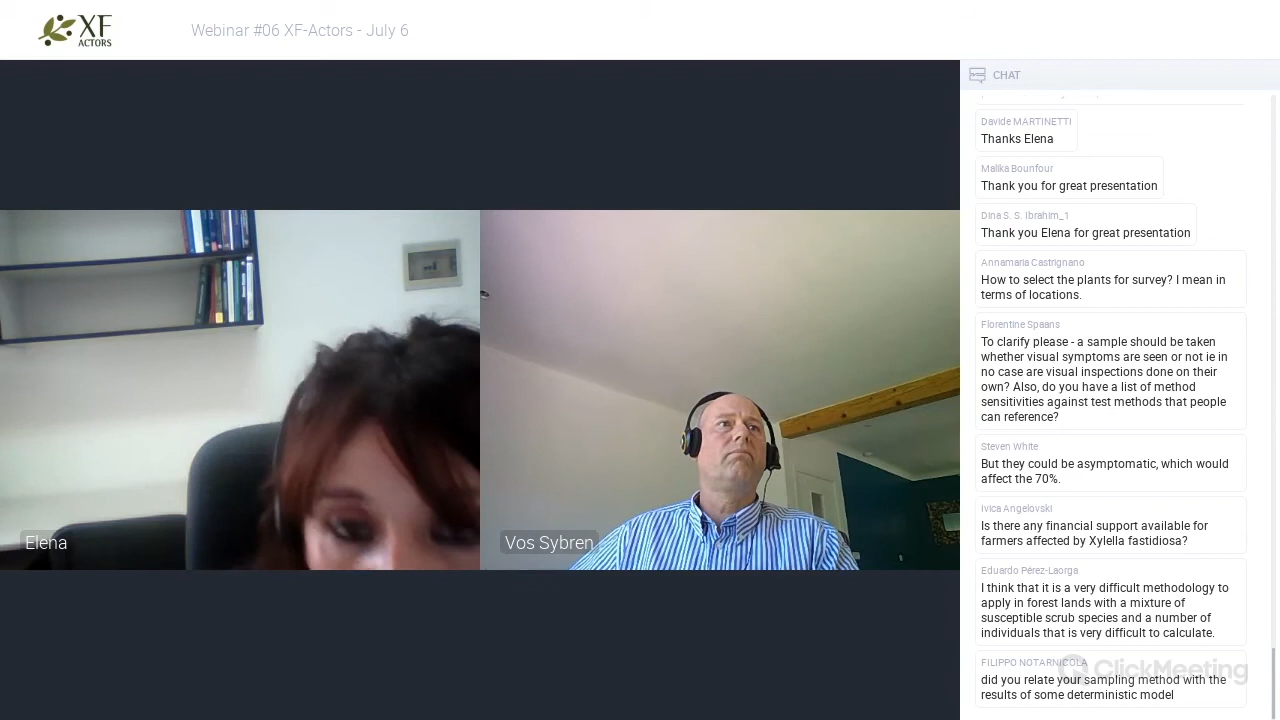 XF
ACTORS
Webinar #06 XF-Actors - July 6
CHAT
Davide MARTINETTI
Thanks Elena
Malika Bounfour
Thank you for great presentation
Dina S. S. Ibrahim_1
Thank you Elena for great presentation
Annamaria Castrignano
How to select the plants for survey? I mean in
terms of locations.
Florentine Spaans
To clarify please - a sample should be taken
whether visual symptoms are seen or not ie in
no case are visual inspections done on their
own? Also, do you have a list of method
sensitivities against test methods that people
can reference?
Steven White
But they could be asymptomatic, which would
affect the 70%.
Ivica Angelovski
Is there any financial support available for
farmers affected by Xylella fastidiosa?
Eduardo Pérez-Laorga
I think that it is a very difficult methodology to
apply in forest lands with a mixture of
susceptible scrub species and a number of
individuals that is very difficult to calculate.
FILIPPO NOTARNICOLA
did you relate your sampling method with the
results of some deterministic model
ClickMeeting
Elena
Vos Sybren